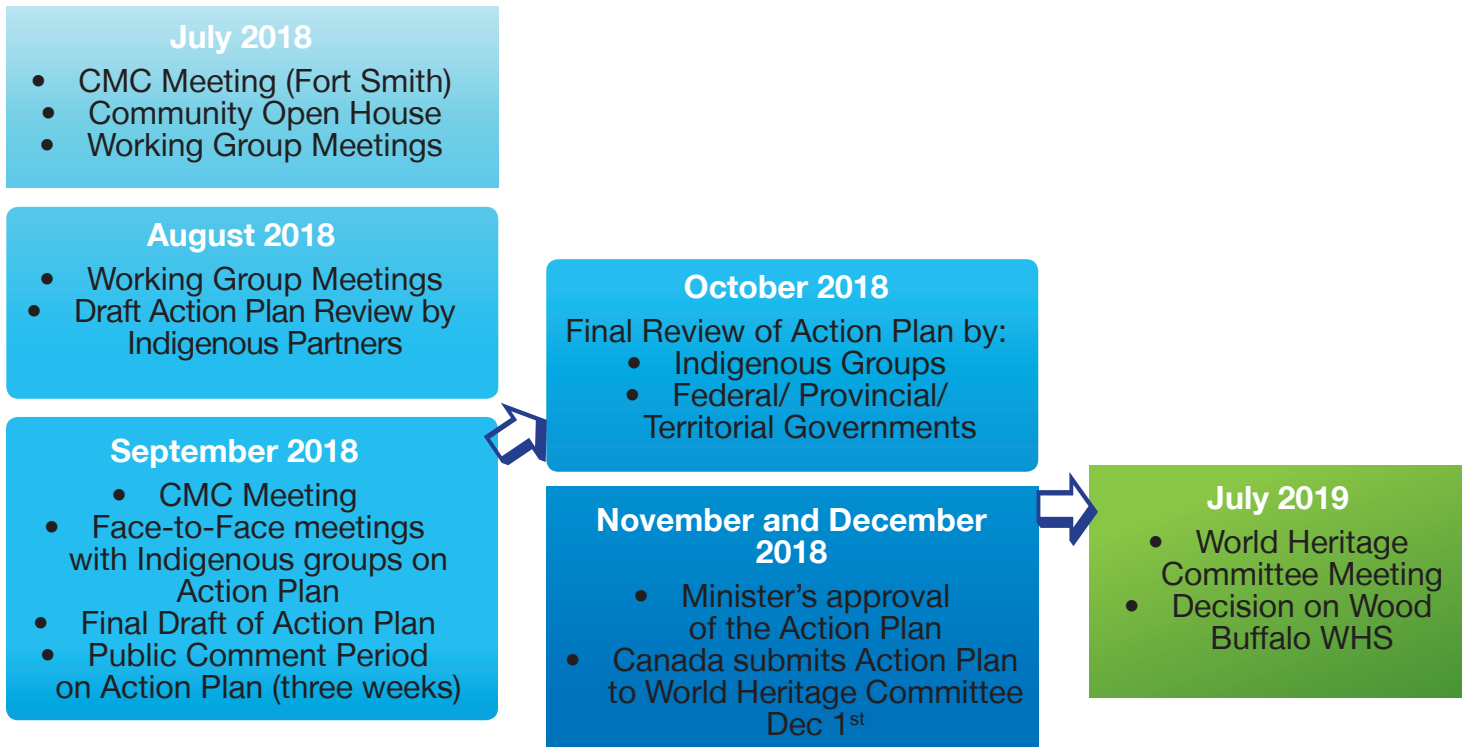 July 2018
• CMC Meeting (Fort Smith)
• Community Open House
• Working Group Meetings
August 2018
• Working Group Meetings
• Draft Action Plan Review by
Indigenous Partners
September 2018
• CMC Meeting
• Face-to-Face meetings
with Indigenous groups on
Action Plan
• Final Draft of Action Plan
• Public Comment Period
on Action Plan (three weeks)
October 2018
Final Review of Action Plan by:
• Indigenous Groups
• Federal/ Provincial/
Territorial Governments
November and December
2018
• Minister’s approval
of the Action Plan
• Canada submits Action Plan
to World Heritage Committee
Dec 1st
July 2019
• World Heritage
Committee Meeting
• Decision on Wood
Buffalo WHS